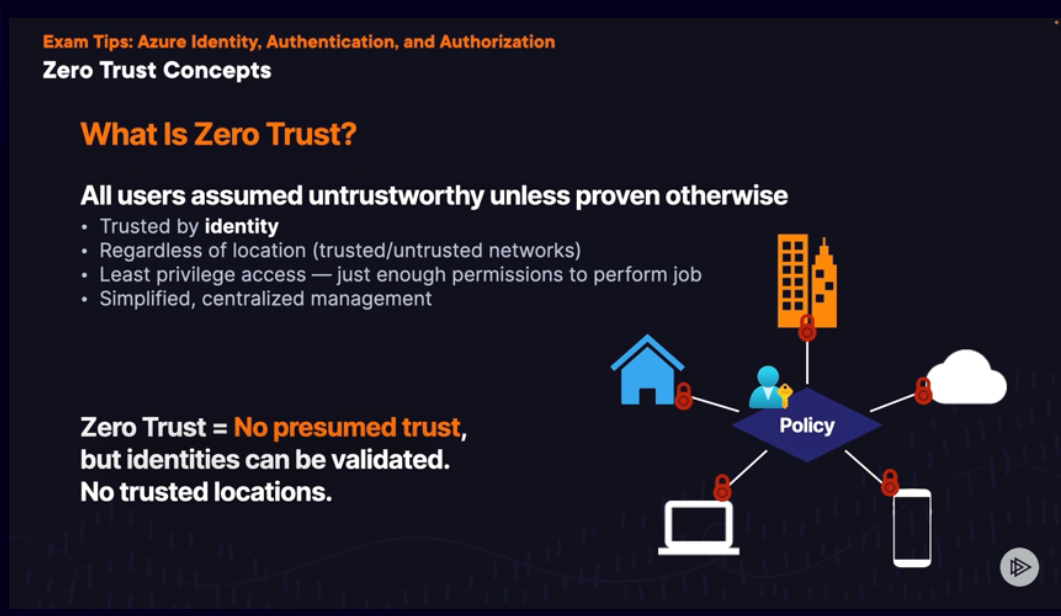 Exam Tips: Azure Identity, Authentication, and Authorization
Zero Trust Concepts
What Is Zero Trust?
All users assumed untrustworthy unless proven otherwise
• Trusted by identity
• Regardless of location (trusted/untrusted networks)
• Least privilege access — just enough permissions to perform job
• Simplified, centralized management
Zero Trust = No presumed trust,
but identities can be validated.
No trusted locations.
Policy